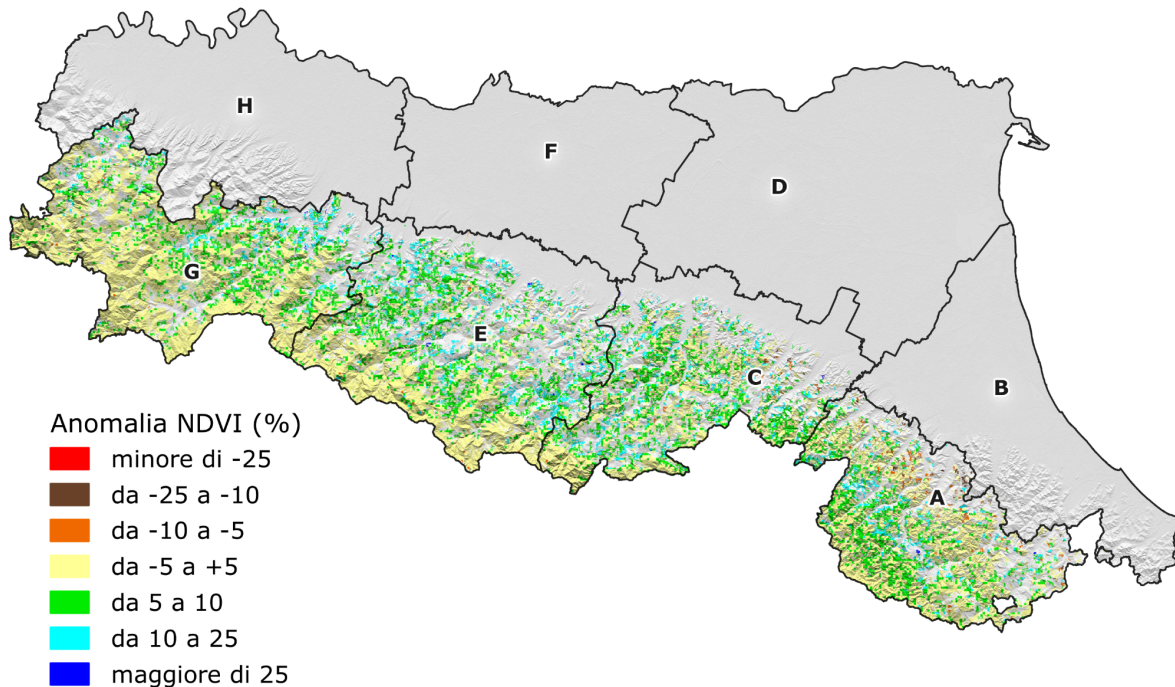 H
F
D
G
E
C
B
A
Anomalia NDVI (%)
minore di -25
da -25 a -10
da -10 a -5
da -5 a +5
da 5 a 10
da 10 a 25
maggiore di 25